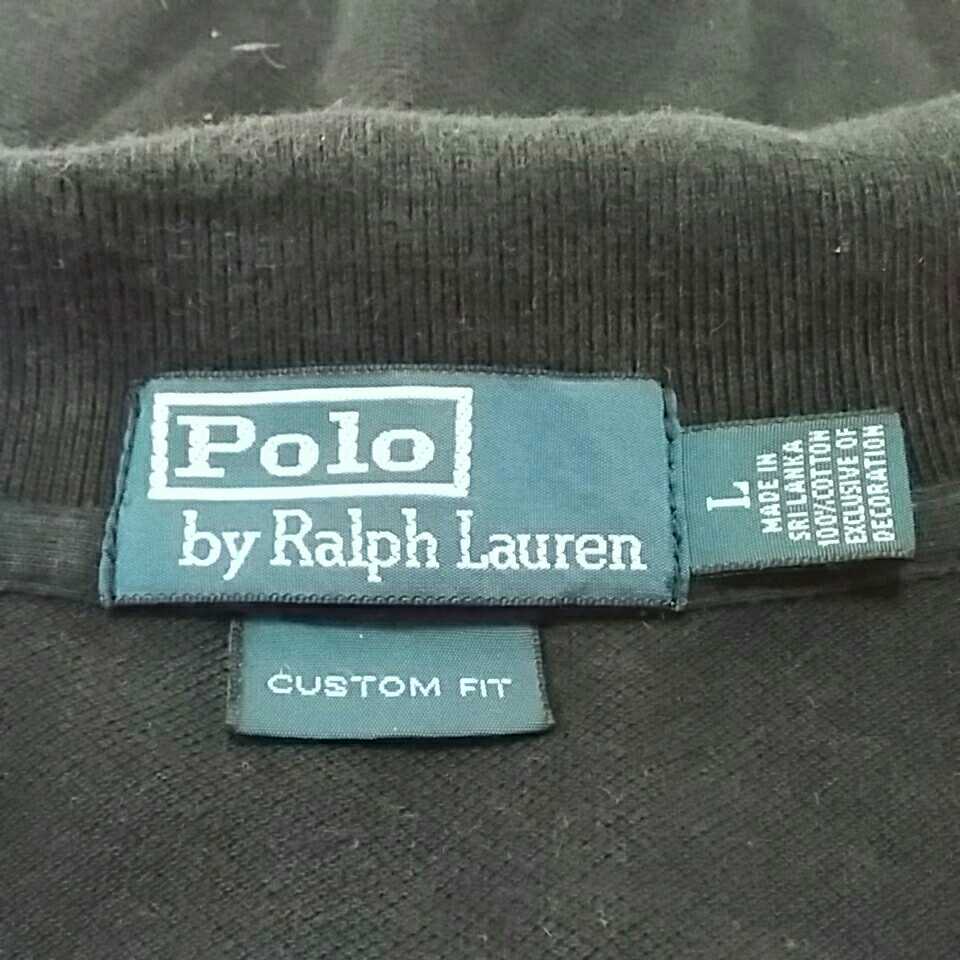 Polo
by Ralph Lauren
L
MADE IN
SRI LANKA
100%COTTON
EXCLUSIVE OF
DECORATION
CUSTOM FIT